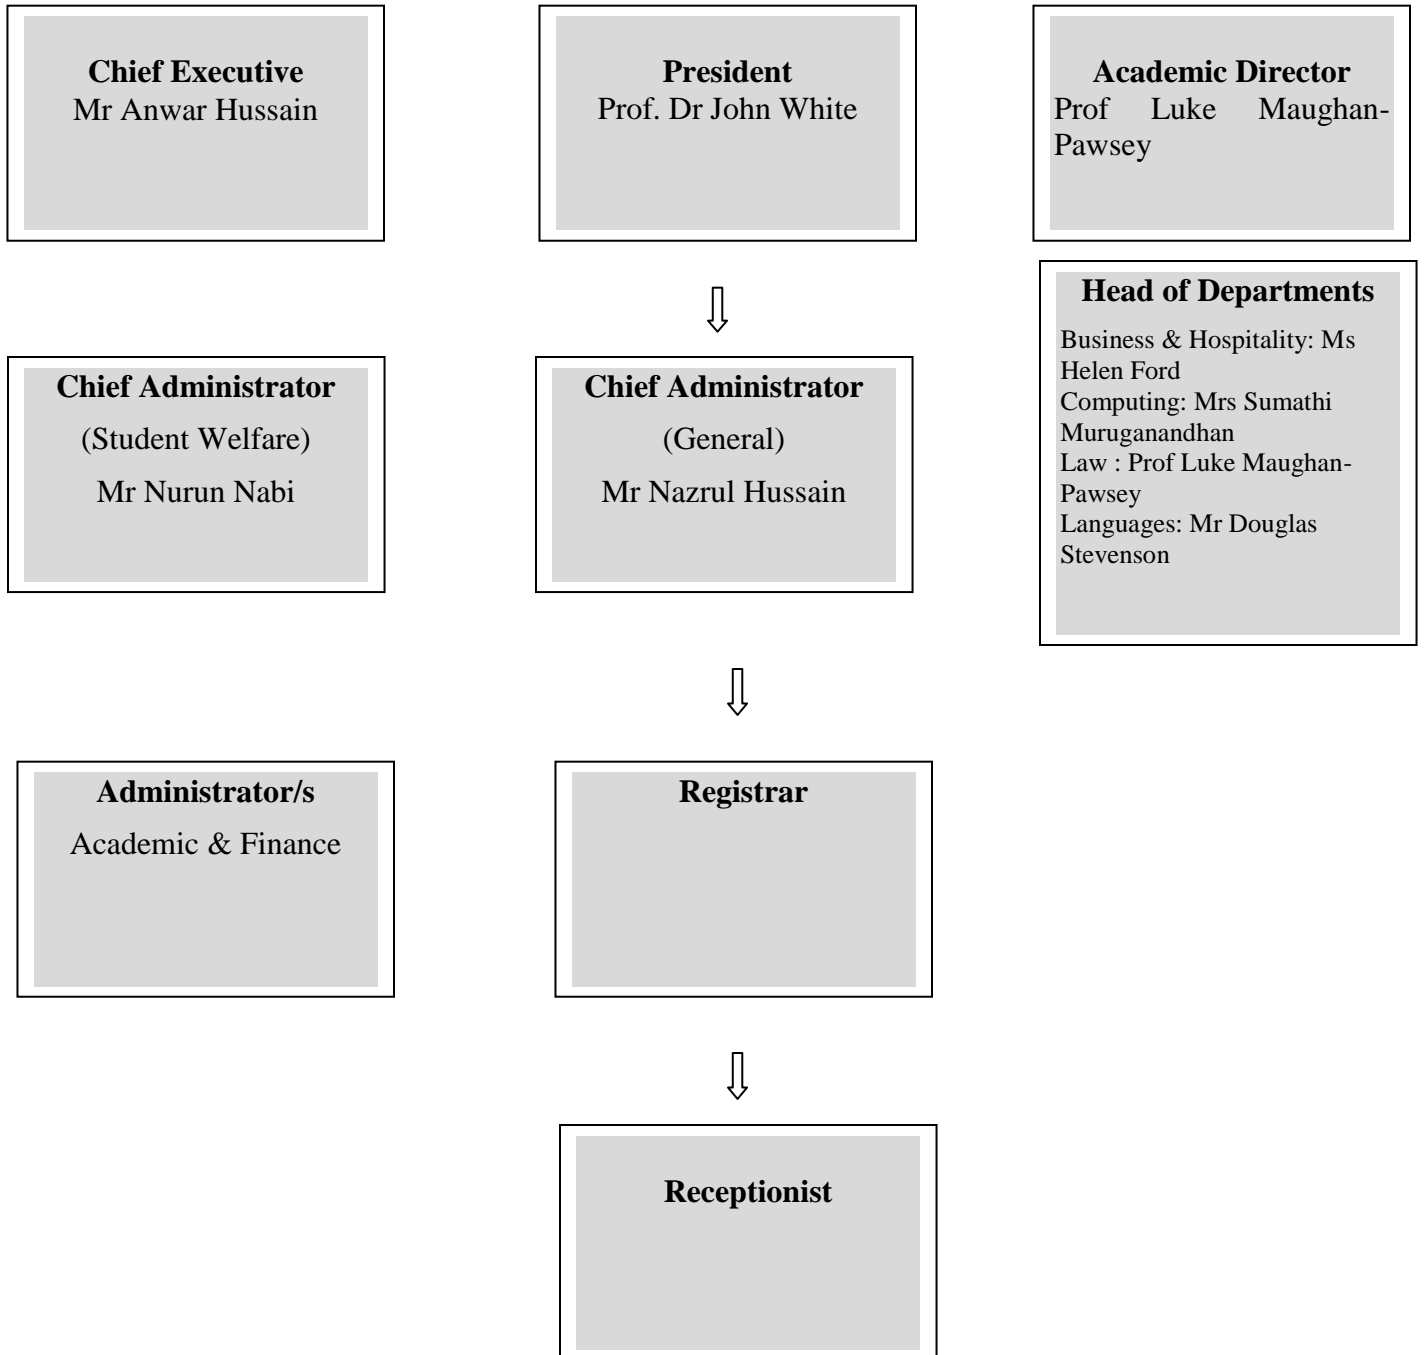 Chief Executive
Mr Anwar Hussain
President
Prof. Dr John White
Academic Director
Prof Luke Maughan-
Pawsey
Head of Departments
Business & Hospitality: Ms
Helen Ford
Computing: Mrs Sumathi
Muruganandhan
Law : Prof Luke Maughan-
Pawsey
Languages: Mr Douglas
Stevenson
Chief Administrator
(Student Welfare)
Mr Nurun Nabi
Chief Administrator
(General)
Mr Nazrul Hussain
Administrator/s
Academic & Finance
Registrar
Receptionist